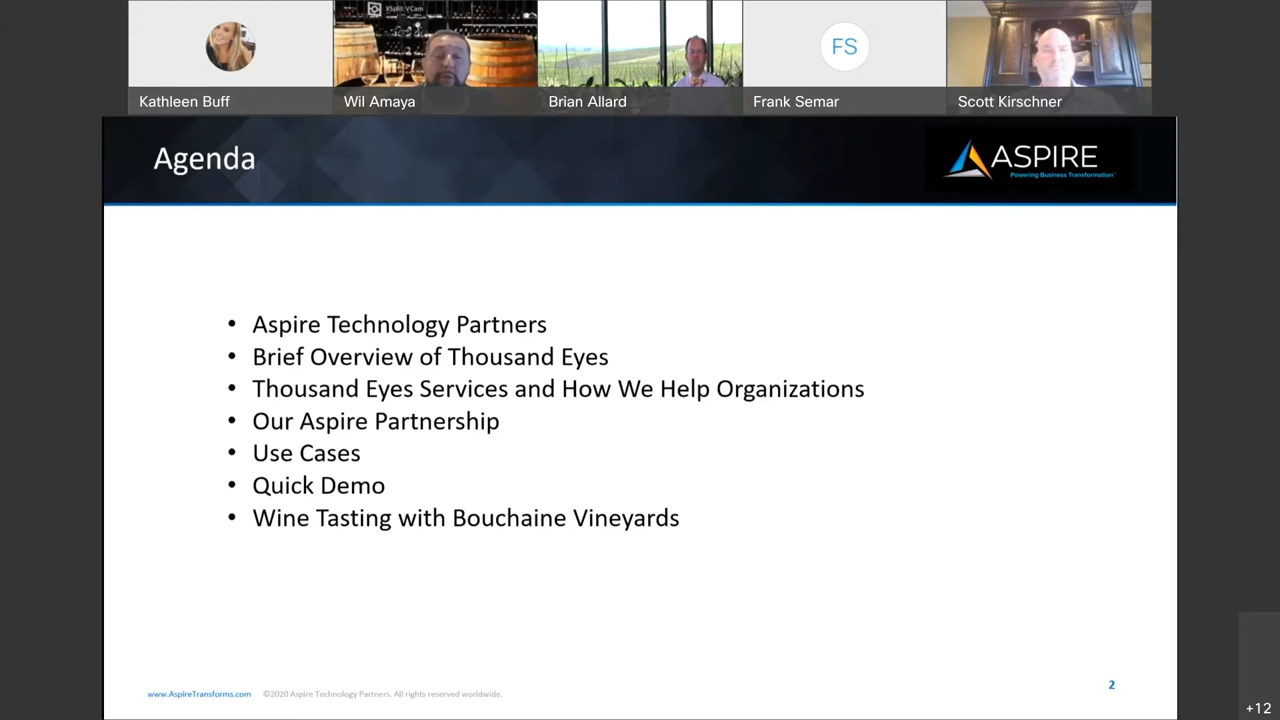 XSplit VCam
Kathleen Buff
Wil Amaya
Brian Allard
FS
Frank Semar
Scott Kirschner
Agenda
ASPIRE
Powering Business Transformation
• Aspire Technology Partners
• Brief Overview of Thousand Eyes
• Thousand Eyes Services and How We Help Organizations
• Our Aspire Partnership
• Use Cases
• Quick Demo
• Wine Tasting with Bouchaine Vineyards
www.AspireTransforms.com ©2020 Aspire Technology Partners. All rights reserved worldwide.
2
+12